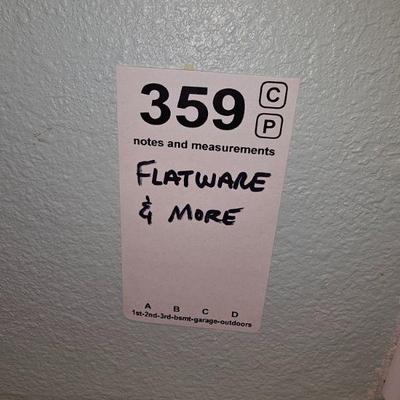 359 C
P
notes and measurements
FLATWARE
& MORE
A B C D
1st-2nd-3rd-bsmt-garage-outdoors